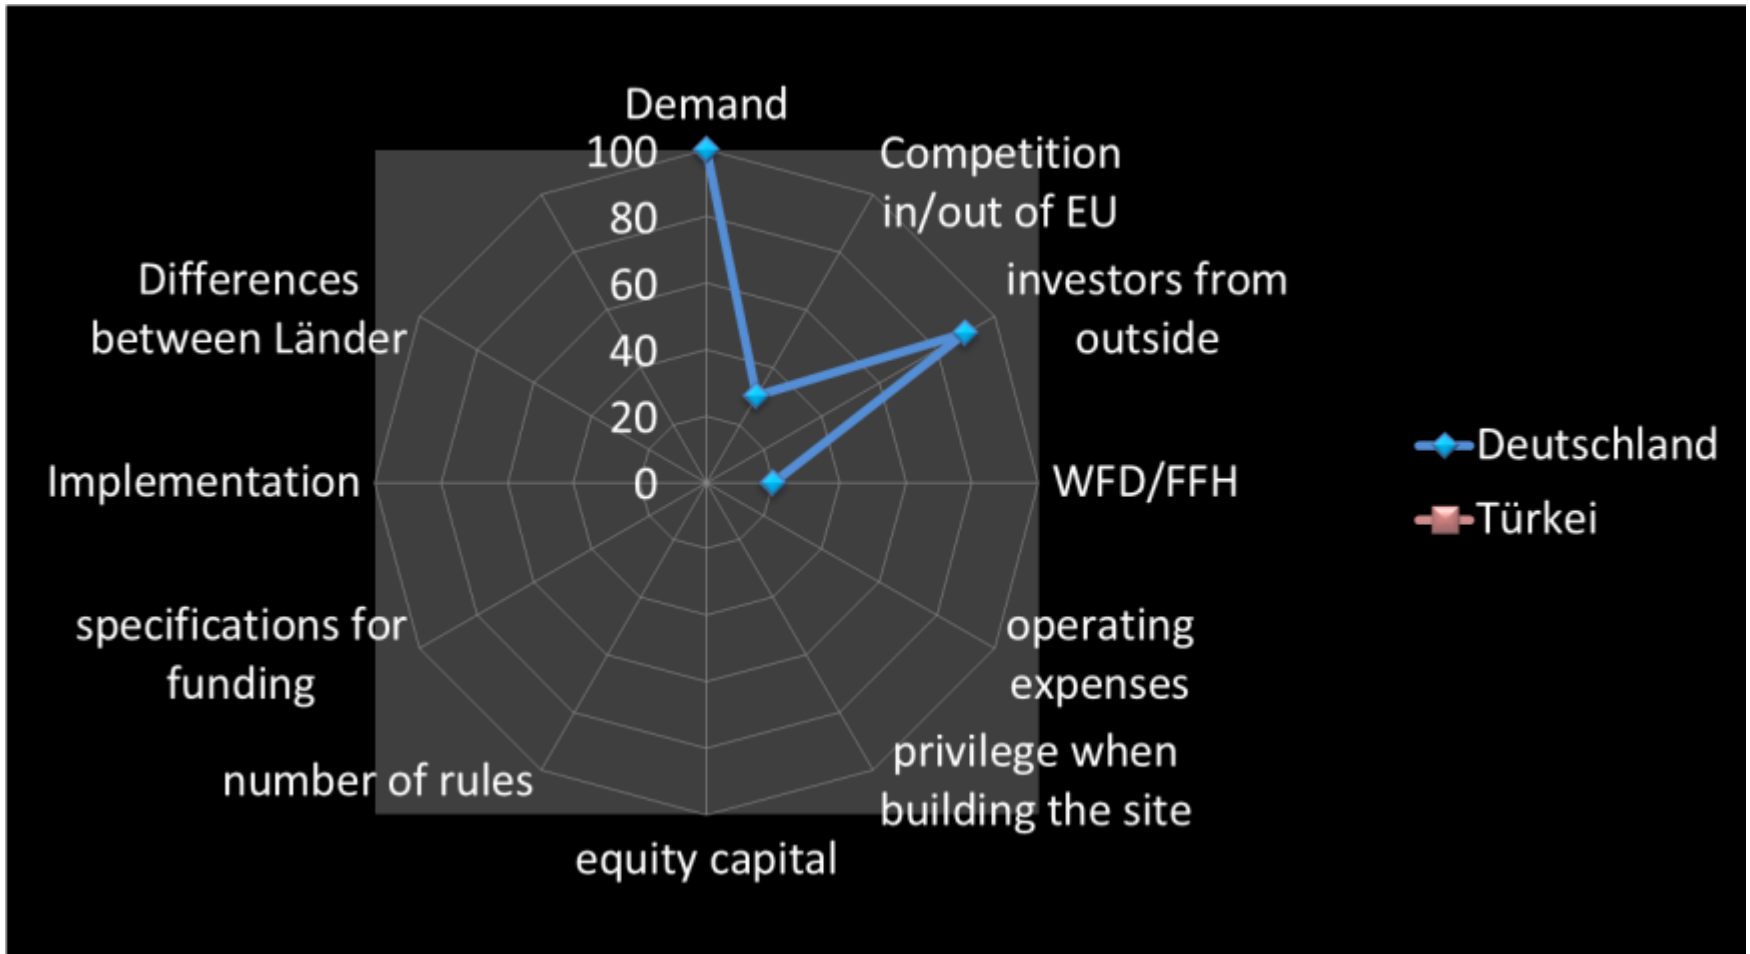 Demand
Competition
in/out of EU
investors from
outside
WFD/FFH
operating
expenses
privilege when
building the site
equity capital
number of rules
specifications for
funding
Implementation
Differences
between Länder
100
80
60
40
20
0
Deutschland
Türkei